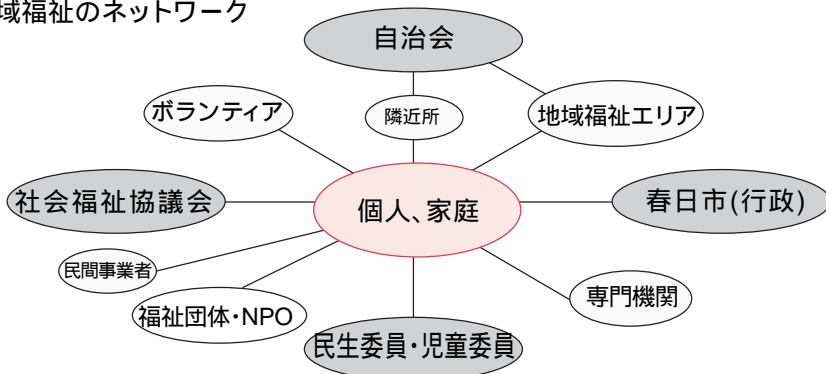 域福祉のネットワーク
自治会
ボランティア
隣近所
地域福祉エリア
社会福祉協議会
個人、家庭
春日市(行政)
民間事業者
福祉団体・NPO
専門機関
民生委員・児童委員